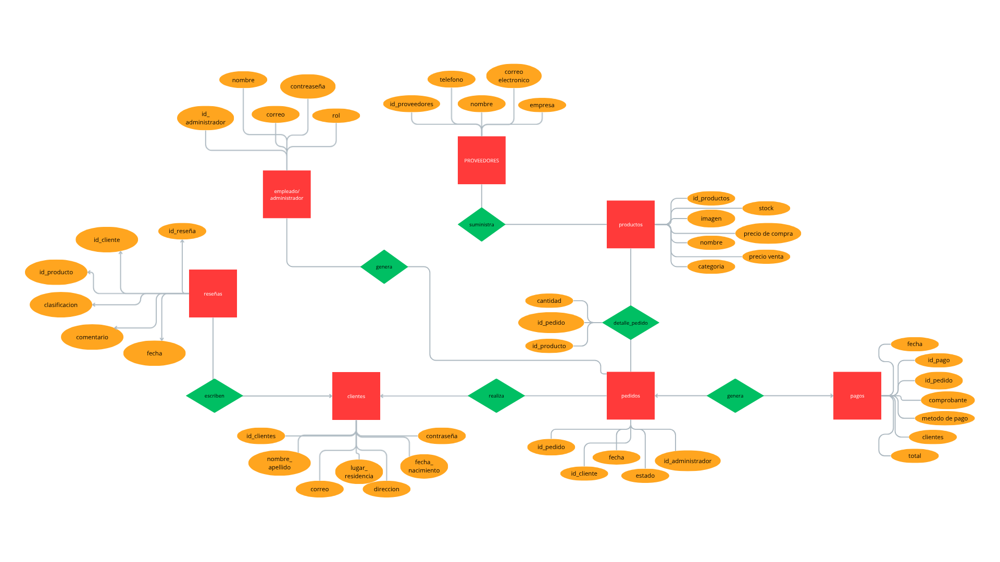 nombre
contreaseña
id_
administrador
correo
rol
empleado/
administrador
telefono
correo
electronico
id_proveedores
nombre
empresa
PROVEEDORES
suministra
productos
id_productos
stock
imagen
precio de compra
nombre
precio venta
categoria
genera
id_reseña
id_cliente
id_producto
clasificacion
comentario
fecha
reseñas
cantidad
id_pedido
id_producto
detalle_pedido
escriben
clientes
realiza
pedidos
genera
pagos
fecha
id_pago
id_pedido
comprobante
metodo de pago
clientes
total
id_clientes
contraseña
nombre_
apellido
fecha_
nacimiento
lugar_
residencia
correo
direccion
id_pedido
fecha
id_administrador
id_cliente
estado